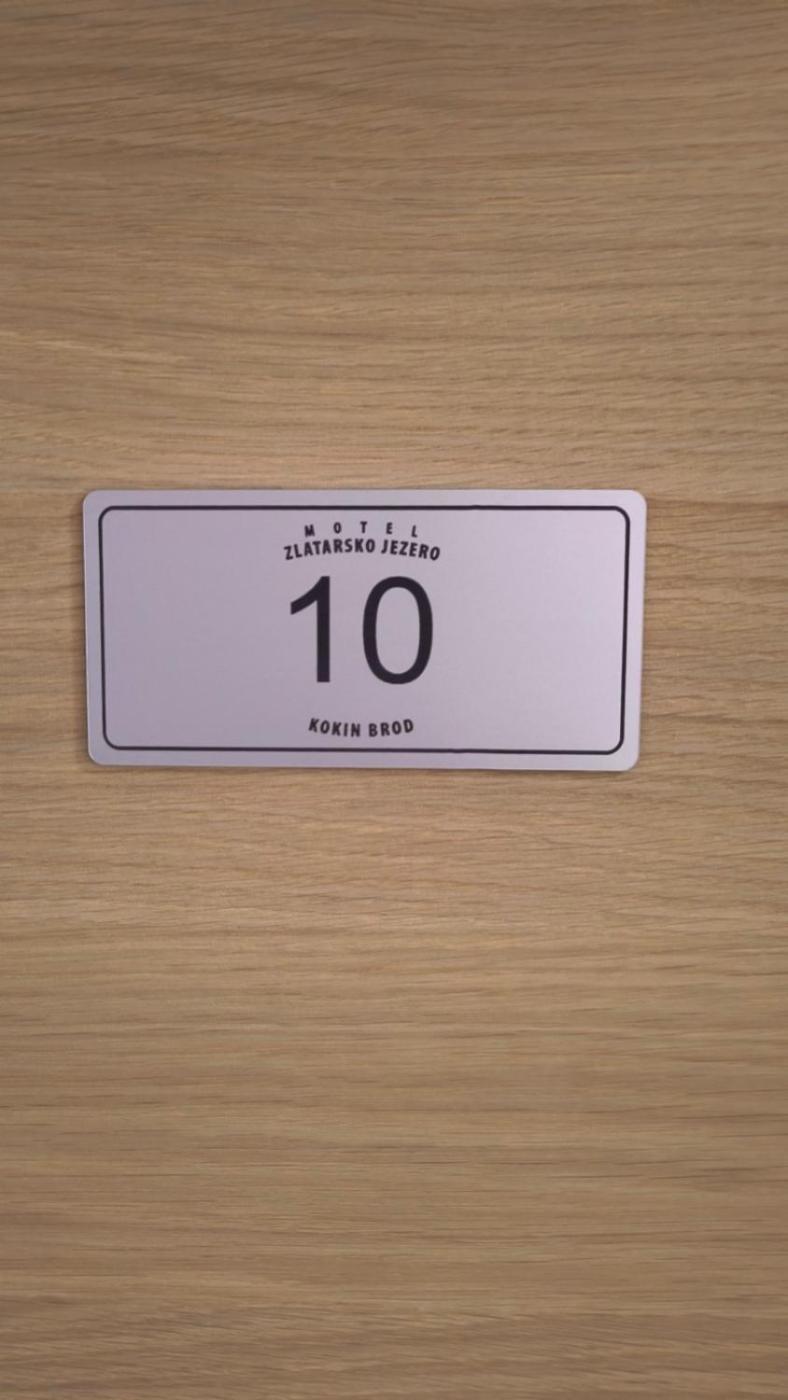 MOTEL
ZLATARSKO JEZERO
10
KOKIN BROD